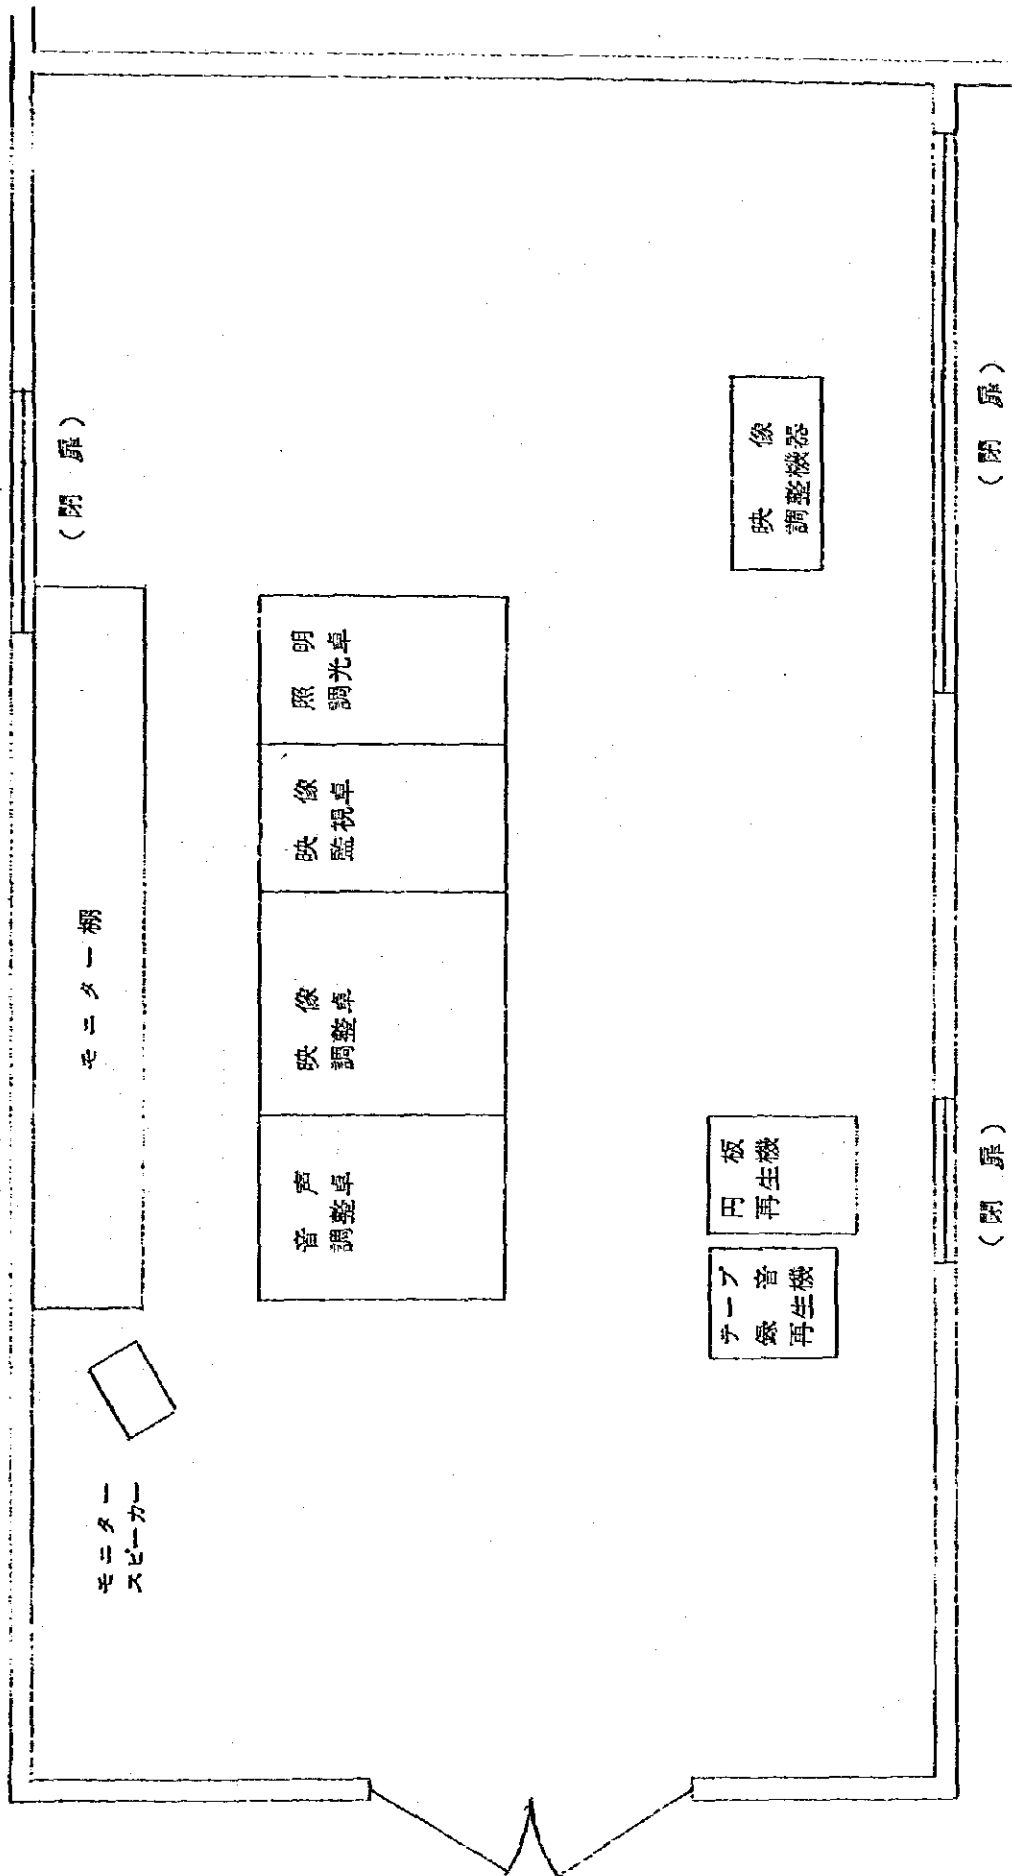 (閉扉)
モニター棚
モニター
スピーカー
音声
調整卓
映像
調整卓
映像
監視卓
照明
調光卓
テープ
録音
再生機
円板
再生機
映像
調整機器
(閉扉)
(閉扉)